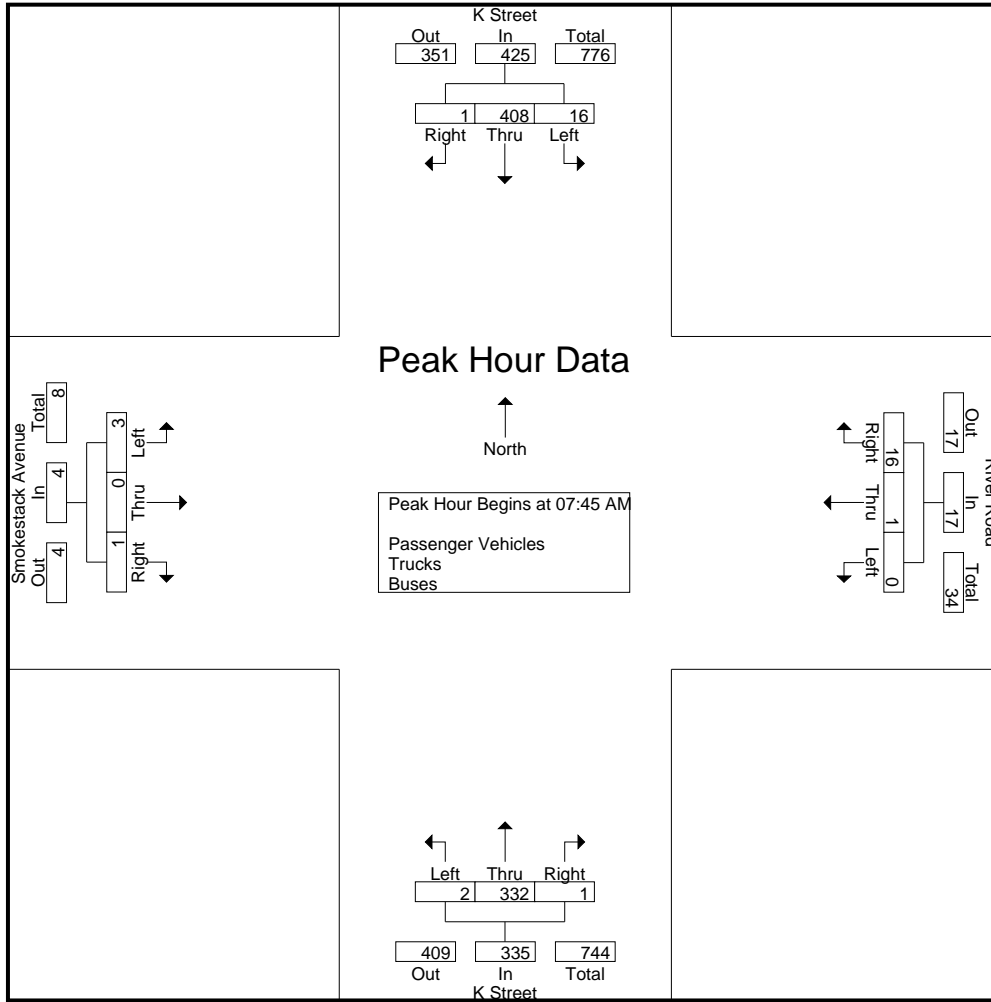 K Street
Out In Total
351 425 776
1 408 16
Right Thru Left
Peak Hour Data
North
Peak Hour Begins at 07:45 AM
Passenger Vehicles
Trucks
Buses
Smokestack Avenue
Out In Total
4 4 8
Right Thru Left
1 0 3
River Road
Out In Total
17 17 34
Right Thru Left
16 1 0
Left Thru Right
2 332 1
409 335 744
Out In Total
K Street